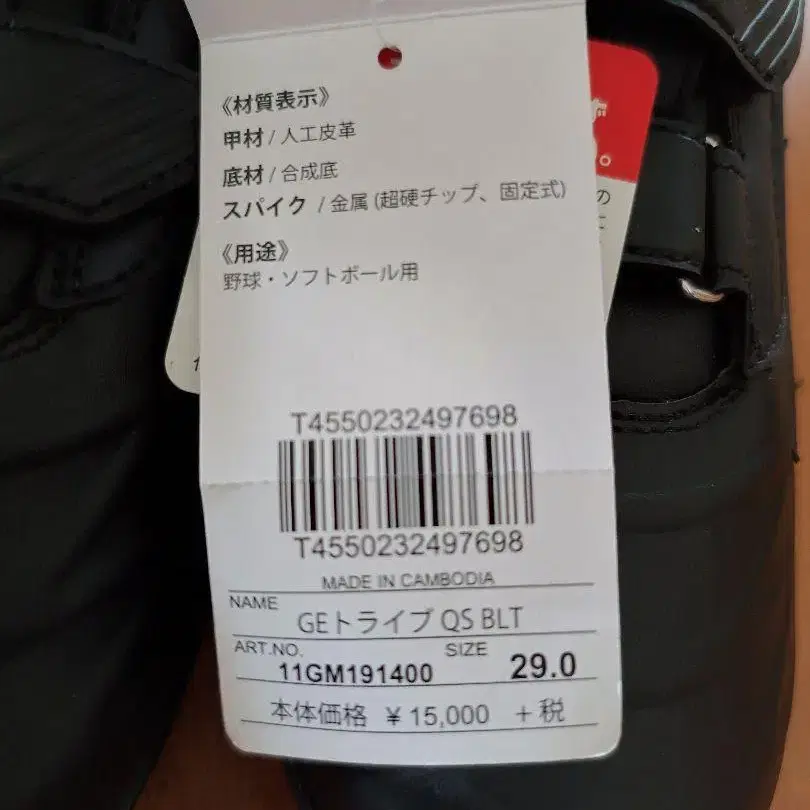 《材質表示》
甲材 / 人工皮革
底材 / 合成底
スパイク / 金属 (超硬チップ、固定式)
《用途》
野球・ソフトボール用
T4550232497698
T4550232497698
MADE IN CAMBODIA
NAME
GEトライブ QS BLT
ART.NO. SIZE
11GM191400 29.0
本体価格 ¥15,000 +税